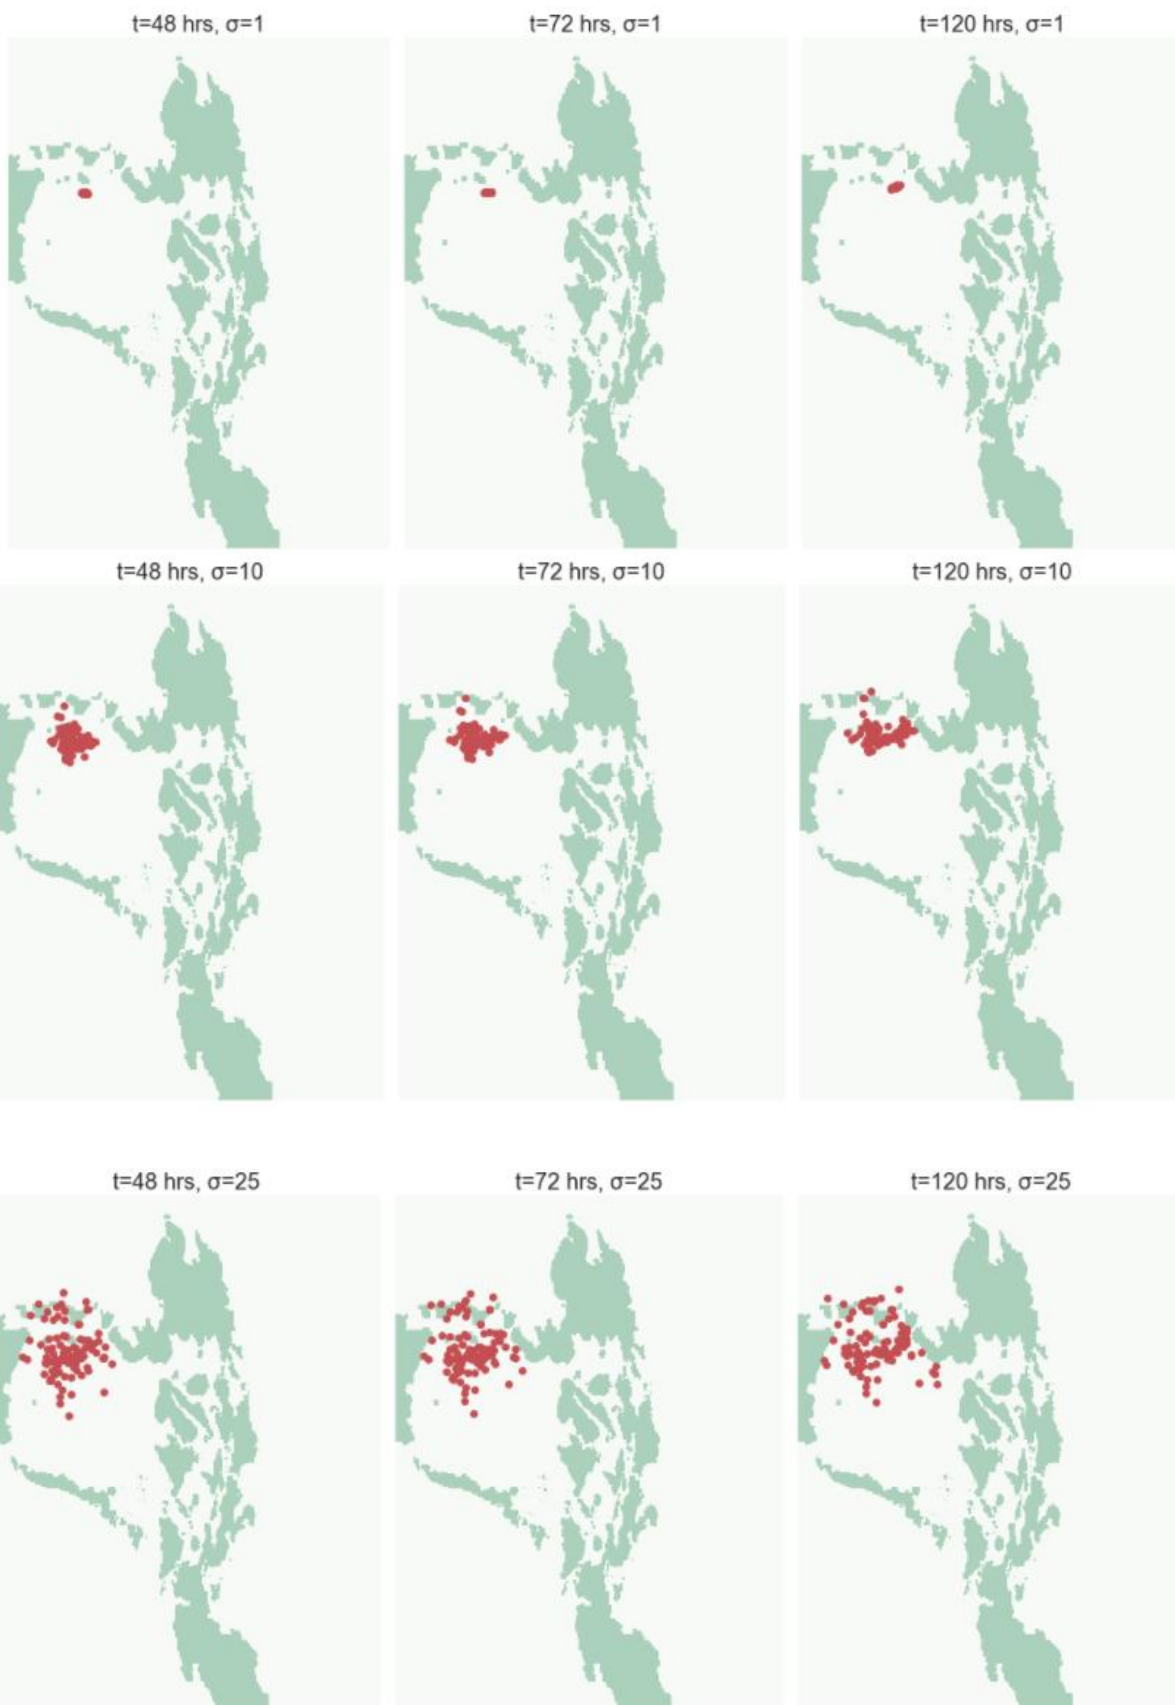 t=48 hrs, σ=1
t=72 hrs, σ=1
t=120 hrs, σ=1
t=48 hrs, σ=10
t=72 hrs, σ=10
t=120 hrs, σ=10
t=48 hrs, σ=25
t=72 hrs, σ=25
t=120 hrs, σ=25